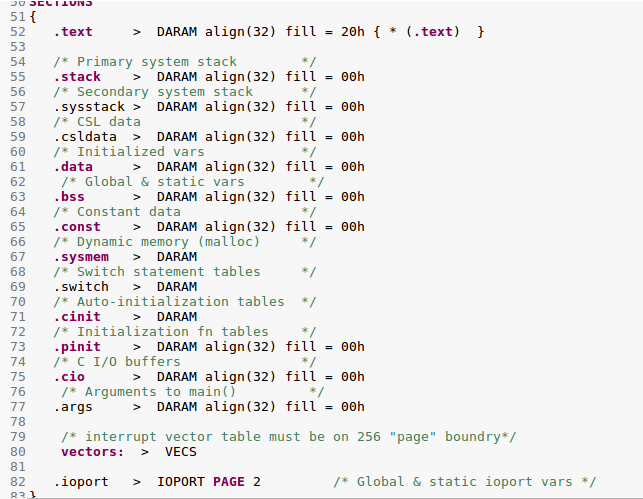 50 SECTIONS
51 {
52    .text     >  DARAM align(32) fill = 20h { * (.text)  }
53
54    /* Primary system stack        */
55    .stack    >  DARAM align(32) fill = 00h
56    /* Secondary system stack      */
57    .sysstack >  DARAM align(32) fill = 00h
58    /* CSL data                    */
59    .csldata  >  DARAM align(32) fill = 00h
60    /* Initialized vars            */
61    .data     >  DARAM align(32) fill = 00h
62     /* Global & static vars        */
63    .bss      >  DARAM align(32) fill = 00h
64    /* Constant data               */
65    .const    >  DARAM align(32) fill = 00h
66    /* Dynamic memory (malloc)     */
67    .sysmem   >  DARAM
68    /* Switch statement tables     */
69    .switch   >  DARAM
70    /* Auto-initialization tables  */
71    .cinit    >  DARAM
72    /* Initialization fn tables    */
73    .pinit    >  DARAM align(32) fill = 00h
74    /* C I/O buffers               */
75    .cio      >  DARAM align(32) fill = 00h
76     /* Arguments to main()         */
77    .args     >  DARAM align(32) fill = 00h
78
79     /* interrupt vector table must be on 256 "page" boundry*/
80     vectors:  >  VECS
81
82    .ioport   >  IOPORT PAGE 2         /* Global & static ioport vars */
83 }